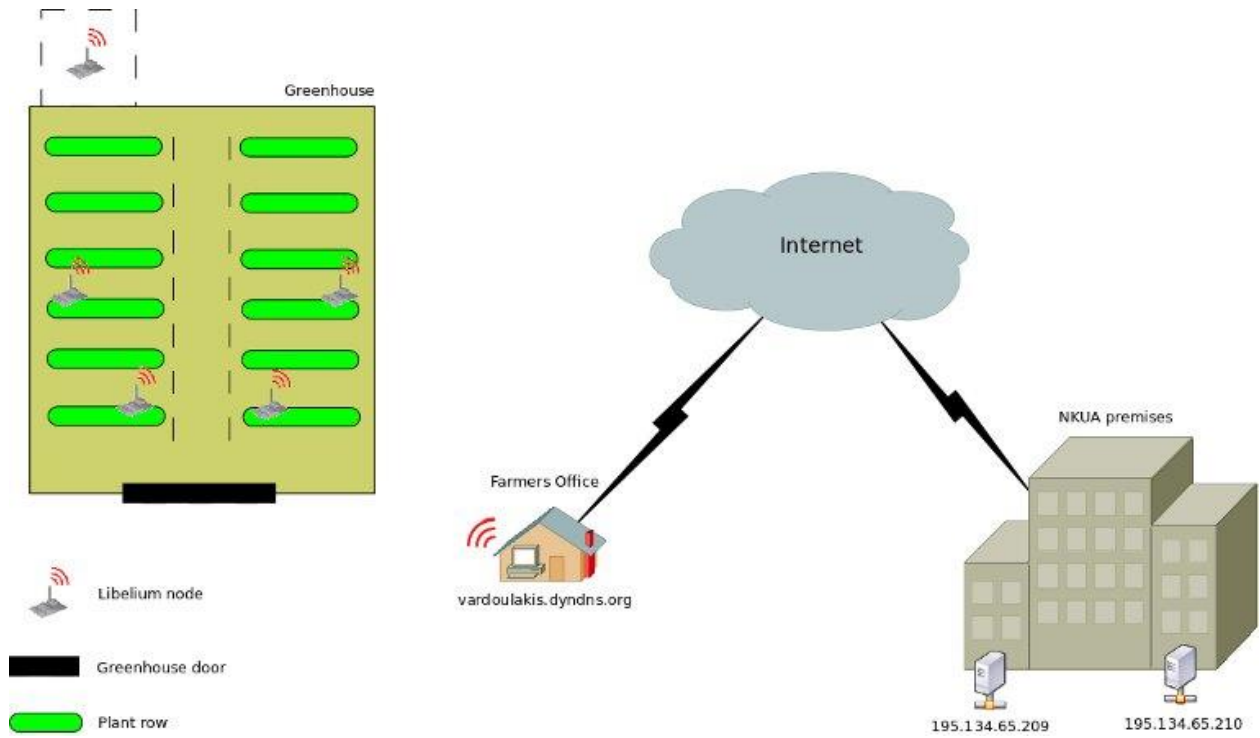 Greenhouse
Internet
NKUA premises
Farmers Office
vardoulakis.dyndns.org
Libelium node
Greenhouse door
Plant row
195.134.65.209
195.134.65.210